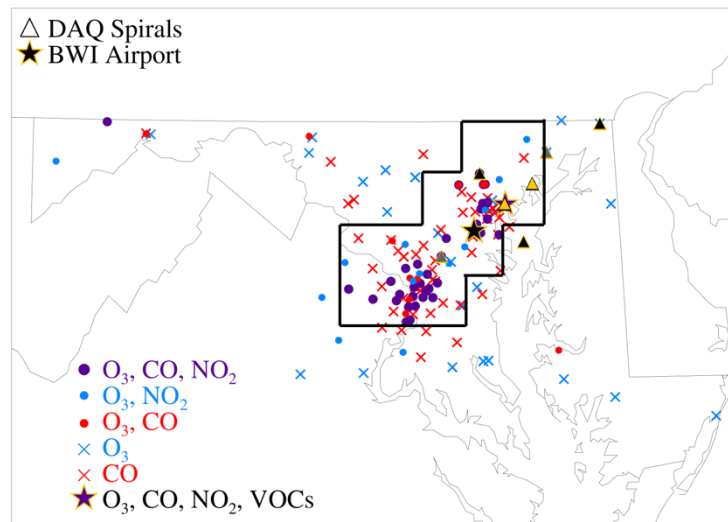 DAQ Spirals
BWI Airport
O₃, CO, NO₂
O₃, NO₂
O₃, CO
O₃
CO
O₃, CO, NO₂, VOCs